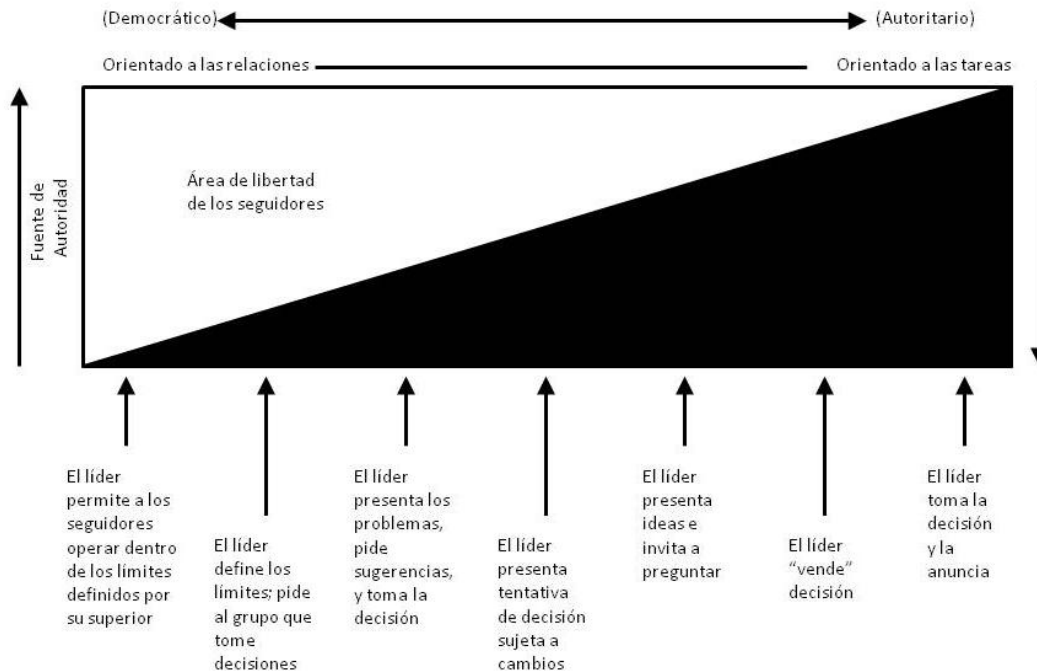 (Democrático)
(Autoritario)
Orientado a las relaciones
Orientado a las tareas
Fuente de
Autoridad
Área de libertad
de los seguidores
El líder
permite a los
seguidores
operar dentro
de los límites
definidos por
su superior
El líder
define los
límites; pide
al grupo que
tome
decisiones
El líder
presenta los
problemas,
pide
sugerencias,
y toma la
decisión
El líder
presenta
tentativa
de decisión
sujeta a
cambios
El líder
presenta
ideas e
invita a
preguntar
El líder
“vende”
decisión
El líder
toma la
decisión
y la
anuncia